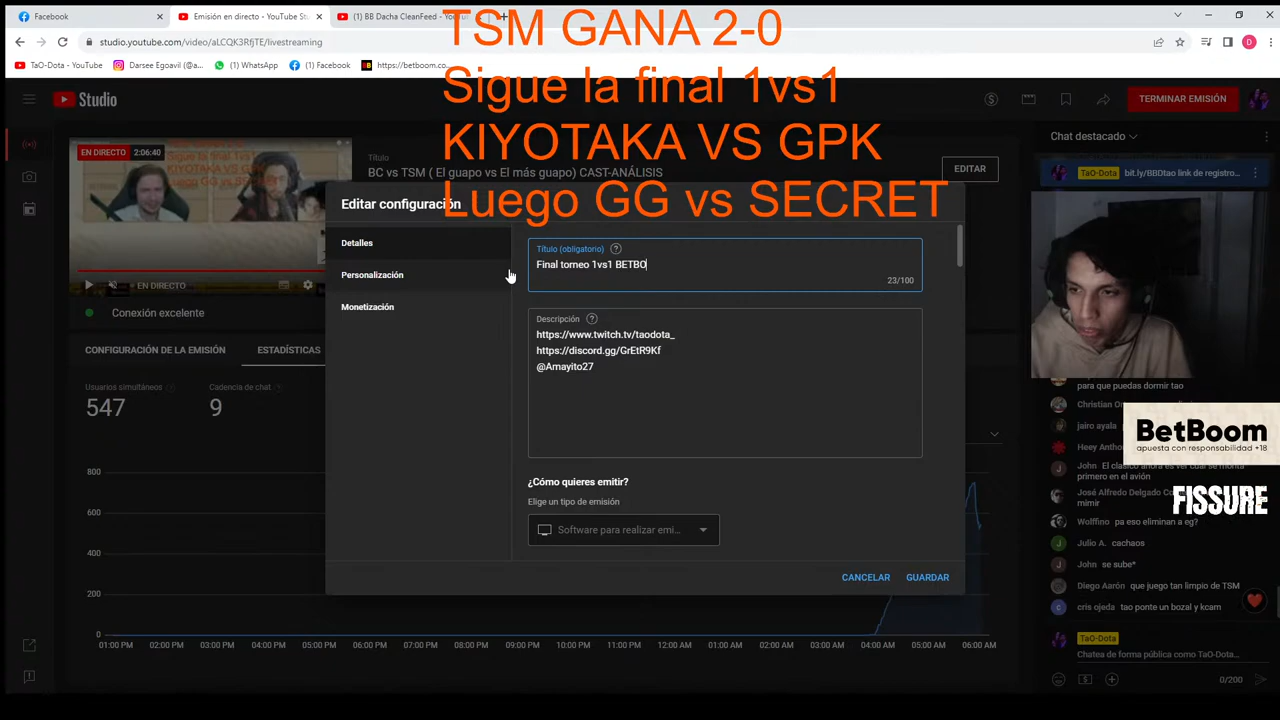 Facebook
Emisión en directo - YouTube Stu
(1) BB Dacha CleanFeed - YouTub
studio.youtube.com/video/aLCQK3RfjTE/livestreaming
TaO-Dota - YouTube
Darsee Egoavil (@a...
(1) WhatsApp
(1) Facebook
https://betboom.co...
TSM GANA 2-0
Sigue la final 1vs1
KIYOTAKA VS GPK
Luego GG vs SECRET
Studio
TERMINAR EMISIÓN
EN DIRECTO
2:06:40
Título
BC vs TSM ( El guapo vs El más guapo) CAST-ANÁLISIS
EDITAR
Chat destacado
TaO-Dota
bit.ly/BBDtao link de registro...
EN DIRECTO
Conexión excelente
CONFIGURACIÓN DE LA EMISIÓN
ESTADÍSTICAS
Usuarios simultáneos
547
Cadencia de chat
9
800
600
400
200
0
01:00 PM
02:00 PM
03:00 PM
04:00 PM
05:00 PM
06:00 PM
07:00 PM
08:00 PM
09:00 PM
10:00 PM
11:00 PM
12:00 AM
01:00 AM
02:00 AM
03:00 AM
04:00 AM
05:00 AM
06:00 AM
Editar configuración
Detalles
Personalización
Monetización
Título (obligatorio)
Final torneo 1vs1 BETBO
23/100
Descripción
https://www.twitch.tv/taodota_
https://discord.gg/GrEtR9Kf
@Amayito27
¿Cómo quieres emitir?
Elige un tipo de emisión
Software para realizar emi...
CANCELAR
GUARDAR
para que puedas dormir tao
Christian
jairo ayala
Heey Antho
John El clasico ahora es ver cual se monta
primero en el avión
José Alfredo Delgado
mimir
Wolffino pa eso eliminan a eg?
Julio A. cachaos
John se sube*
Diego Aarón que juego tan limpio de TSM
cris ojeda tao ponte un bozal y kcam
TaO-Dota
Chatea de forma pública como TaO-Dota...
0/200
BetBoom
apuesta con responsabilidad +18
FISSURE